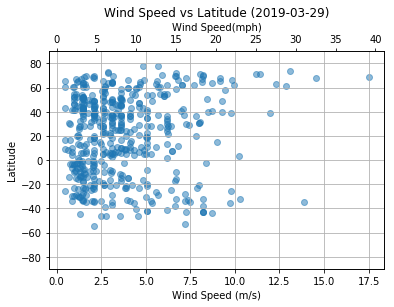 Wind Speed vs Latitude (2019-03-29)
Wind Speed(mph)
0 5 10 15 20 25 30 35 40
80
60
40
20
0
−20
−40
−60
−80
Latitude
0.0 2.5 5.0 7.5 10.0 12.5 15.0 17.5
Wind Speed (m/s)